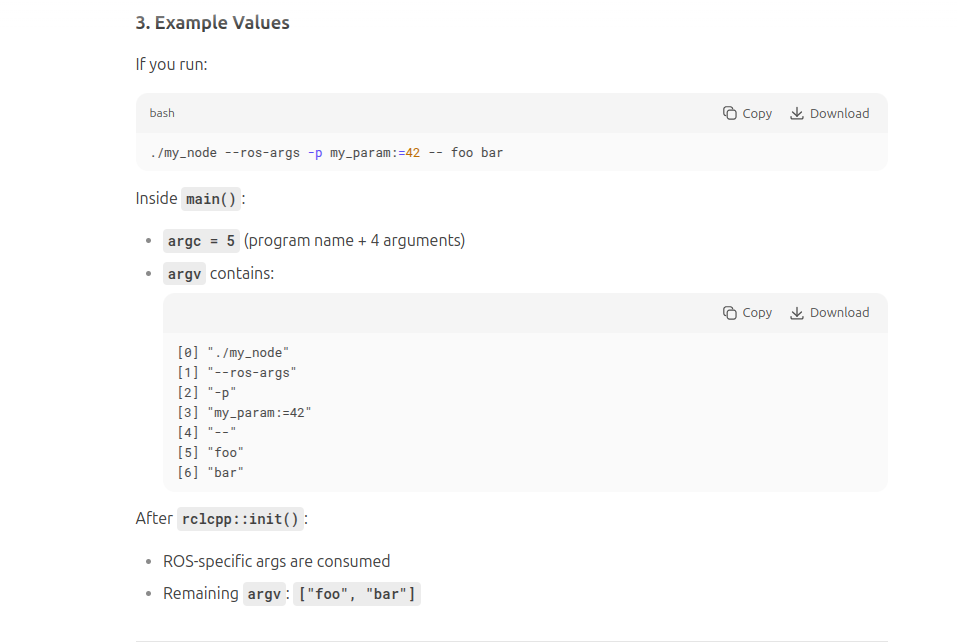 3. Example Values
If you run:
bash
Copy
Download
./my_node --ros-args -p my_param:=42 -- foo bar
Inside main():
argc = 5 (program name + 4 arguments)
argv contains:
Copy
Download
[0] "./my_node"
[1] "--ros-args"
[2] "-p"
[3] "my_param:=42"
[4] "--"
[5] "foo"
[6] "bar"
After rclcpp::init():
ROS-specific args are consumed
Remaining argv: ["foo", "bar"]